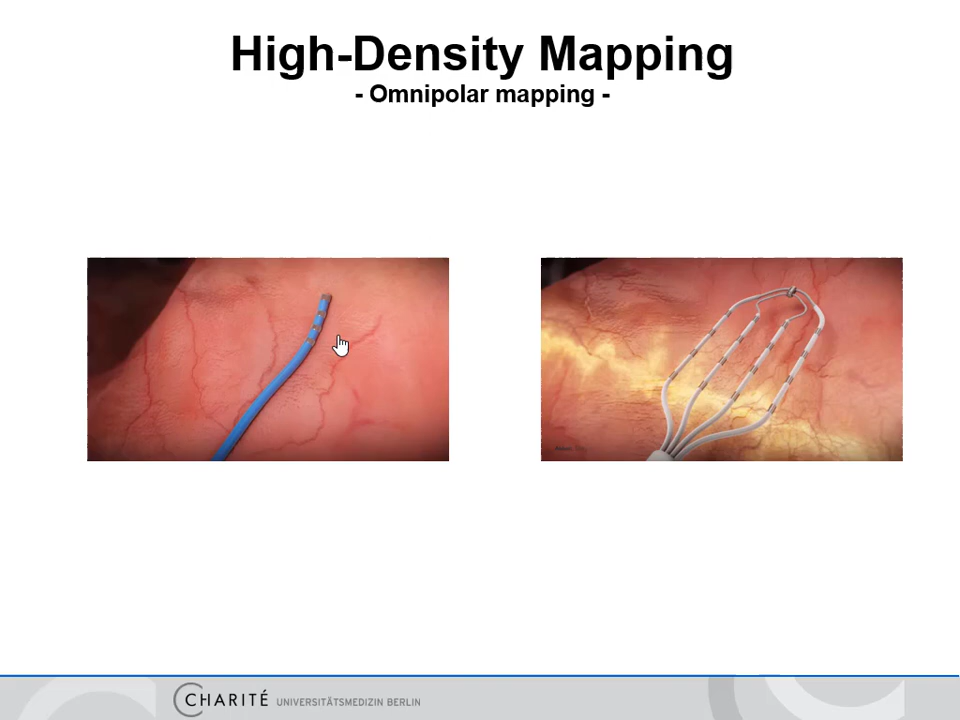 High-Density Mapping
- Omnipolar mapping -
CHARITÉ UNIVERSITÄTSMEDIZIN BERLIN